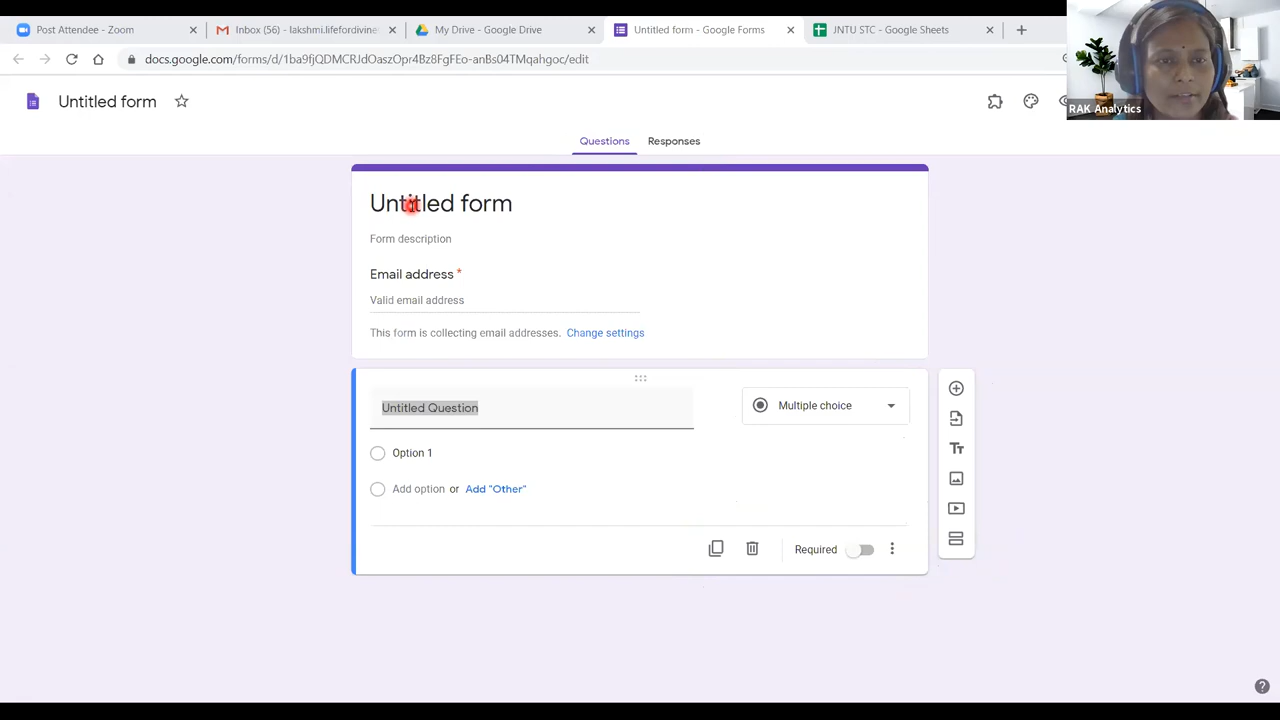 Post Attendee - Zoom
Inbox (56) - lakshmi.lifefordivine
My Drive - Google Drive
Untitled form - Google Forms
JNTU STC - Google Sheets
docs.google.com/forms/d/1ba9fjQDMCRJdOaszOpr4Bz8FgFEo-anBs04TMqahgoc/edit
RAK Analytics
Untitled form
Questions
Responses
Untitled form
Form description
Email address *
Valid email address
This form is collecting email addresses. Change settings
Untitled Question
Multiple choice
Option 1
Add option or Add "Other"
Required